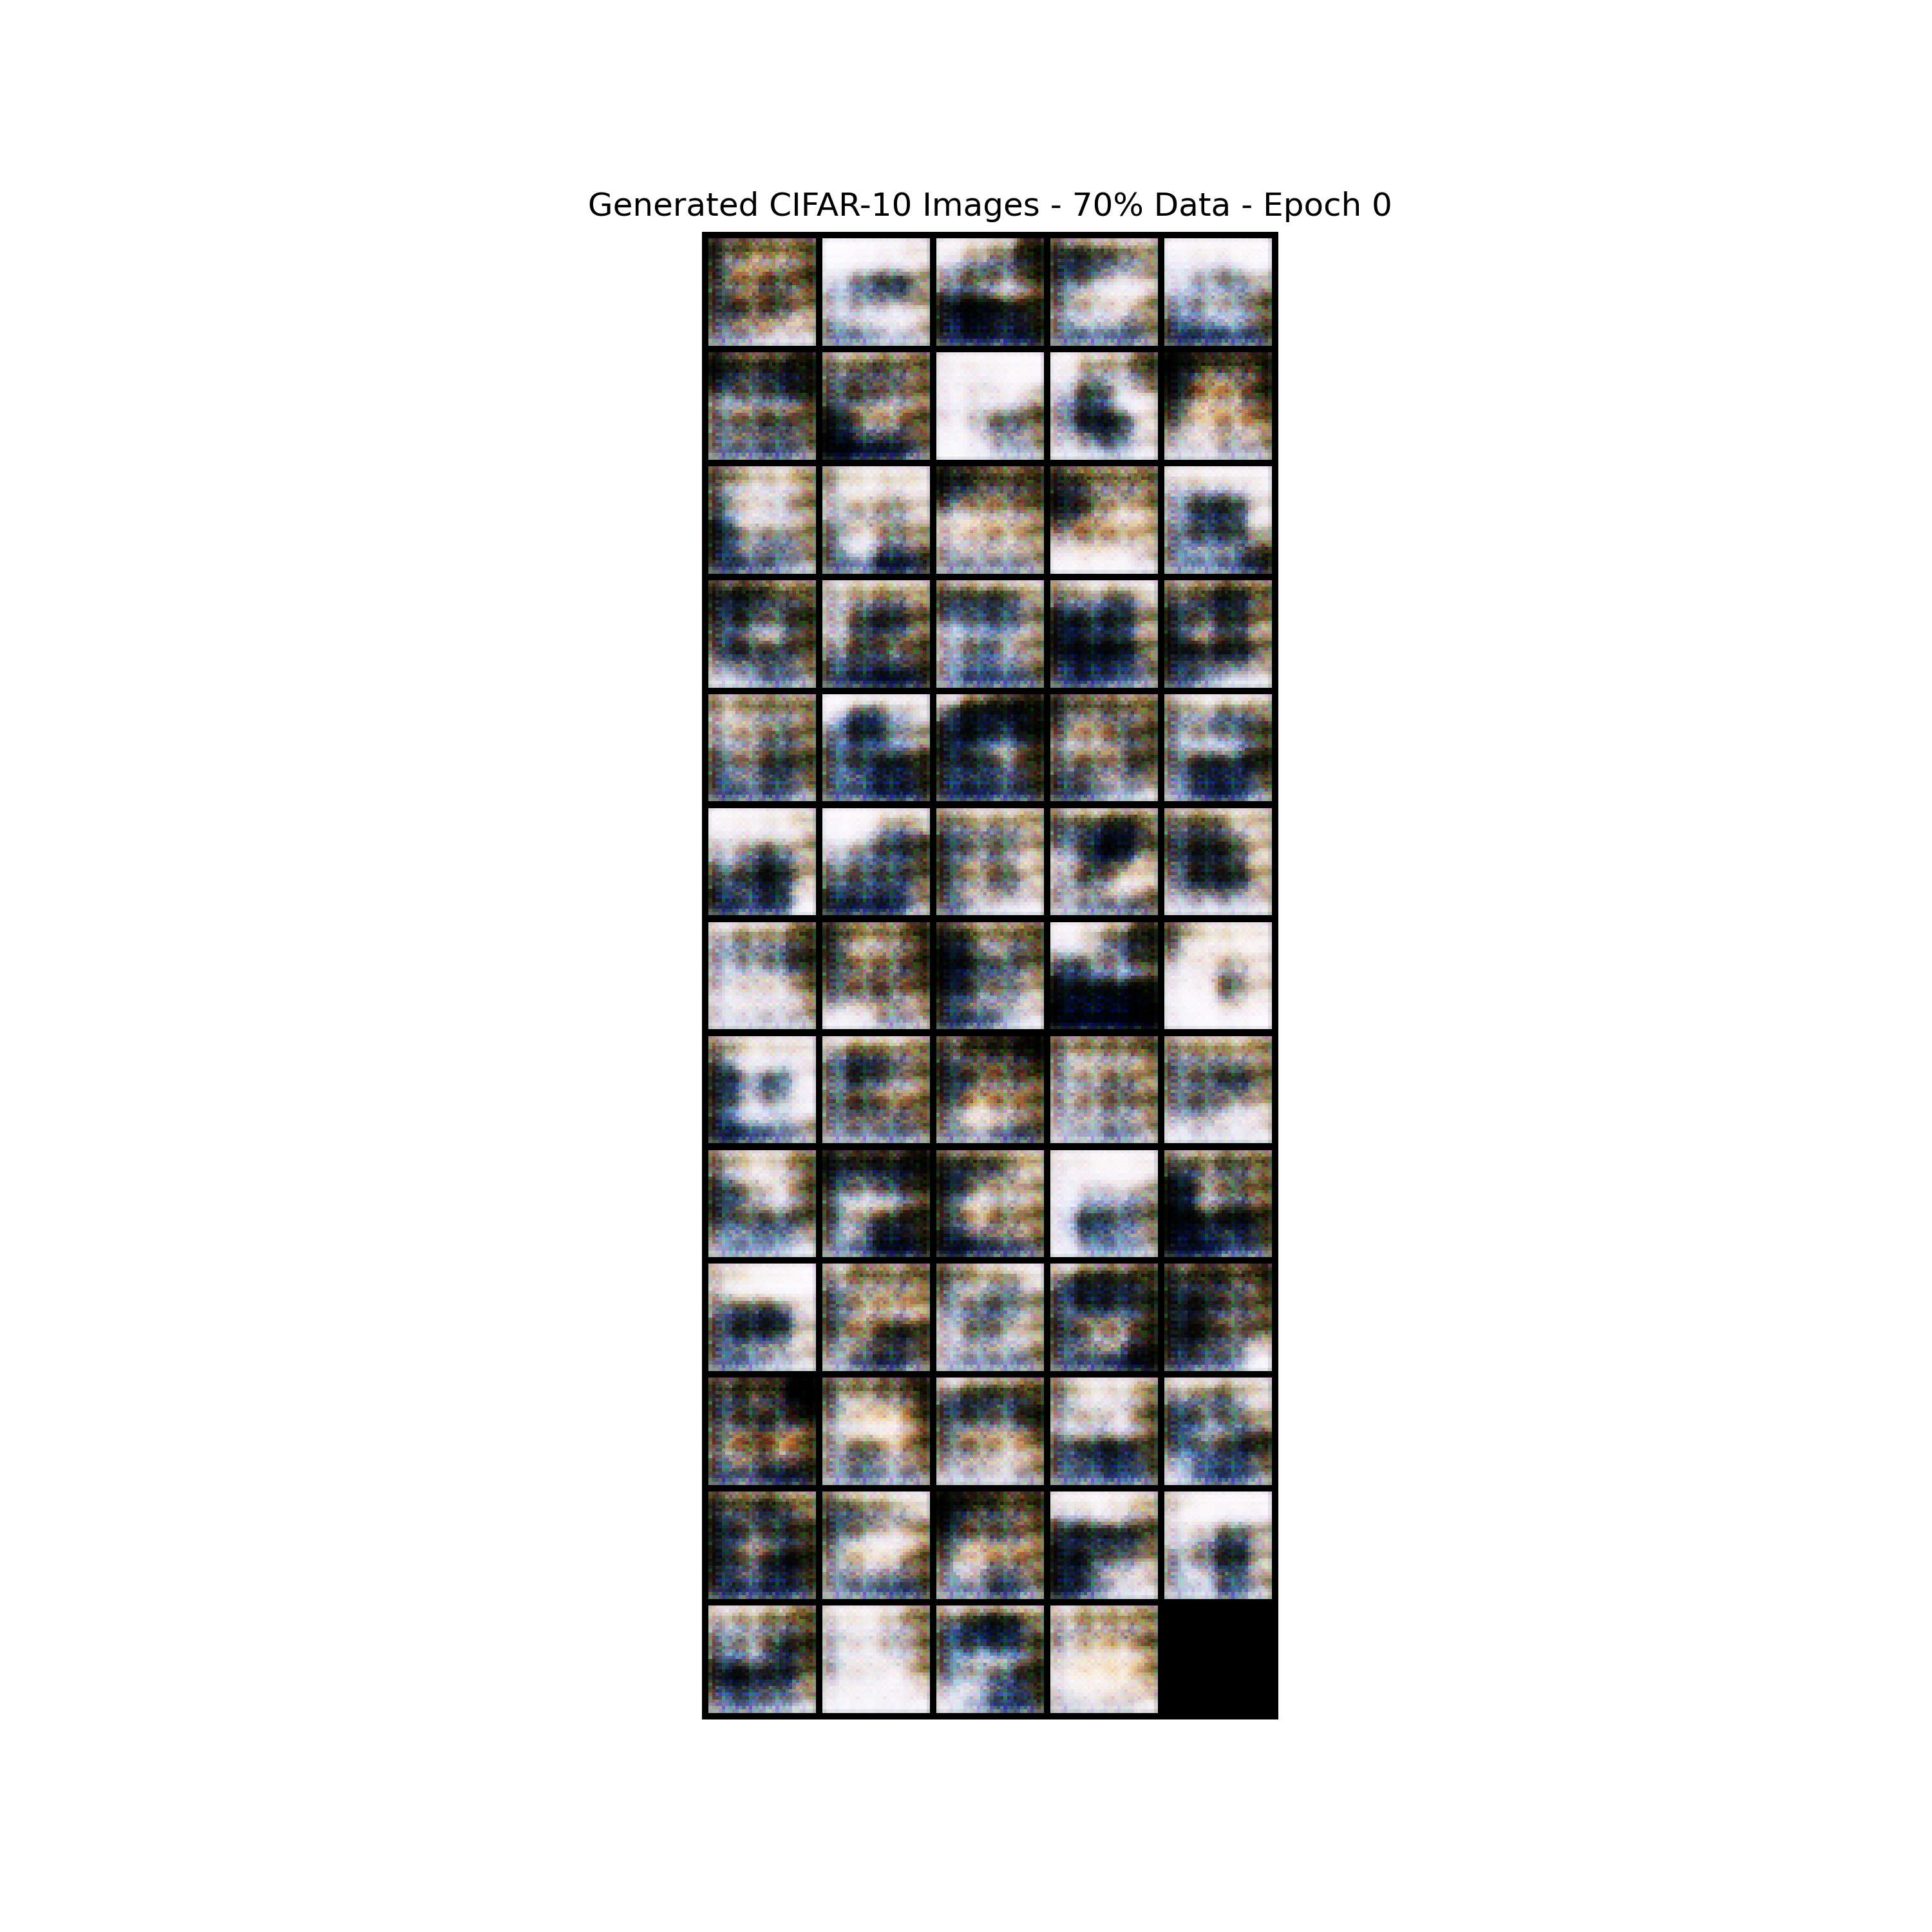 Generated CIFAR-10 Images - 70% Data - Epoch 0